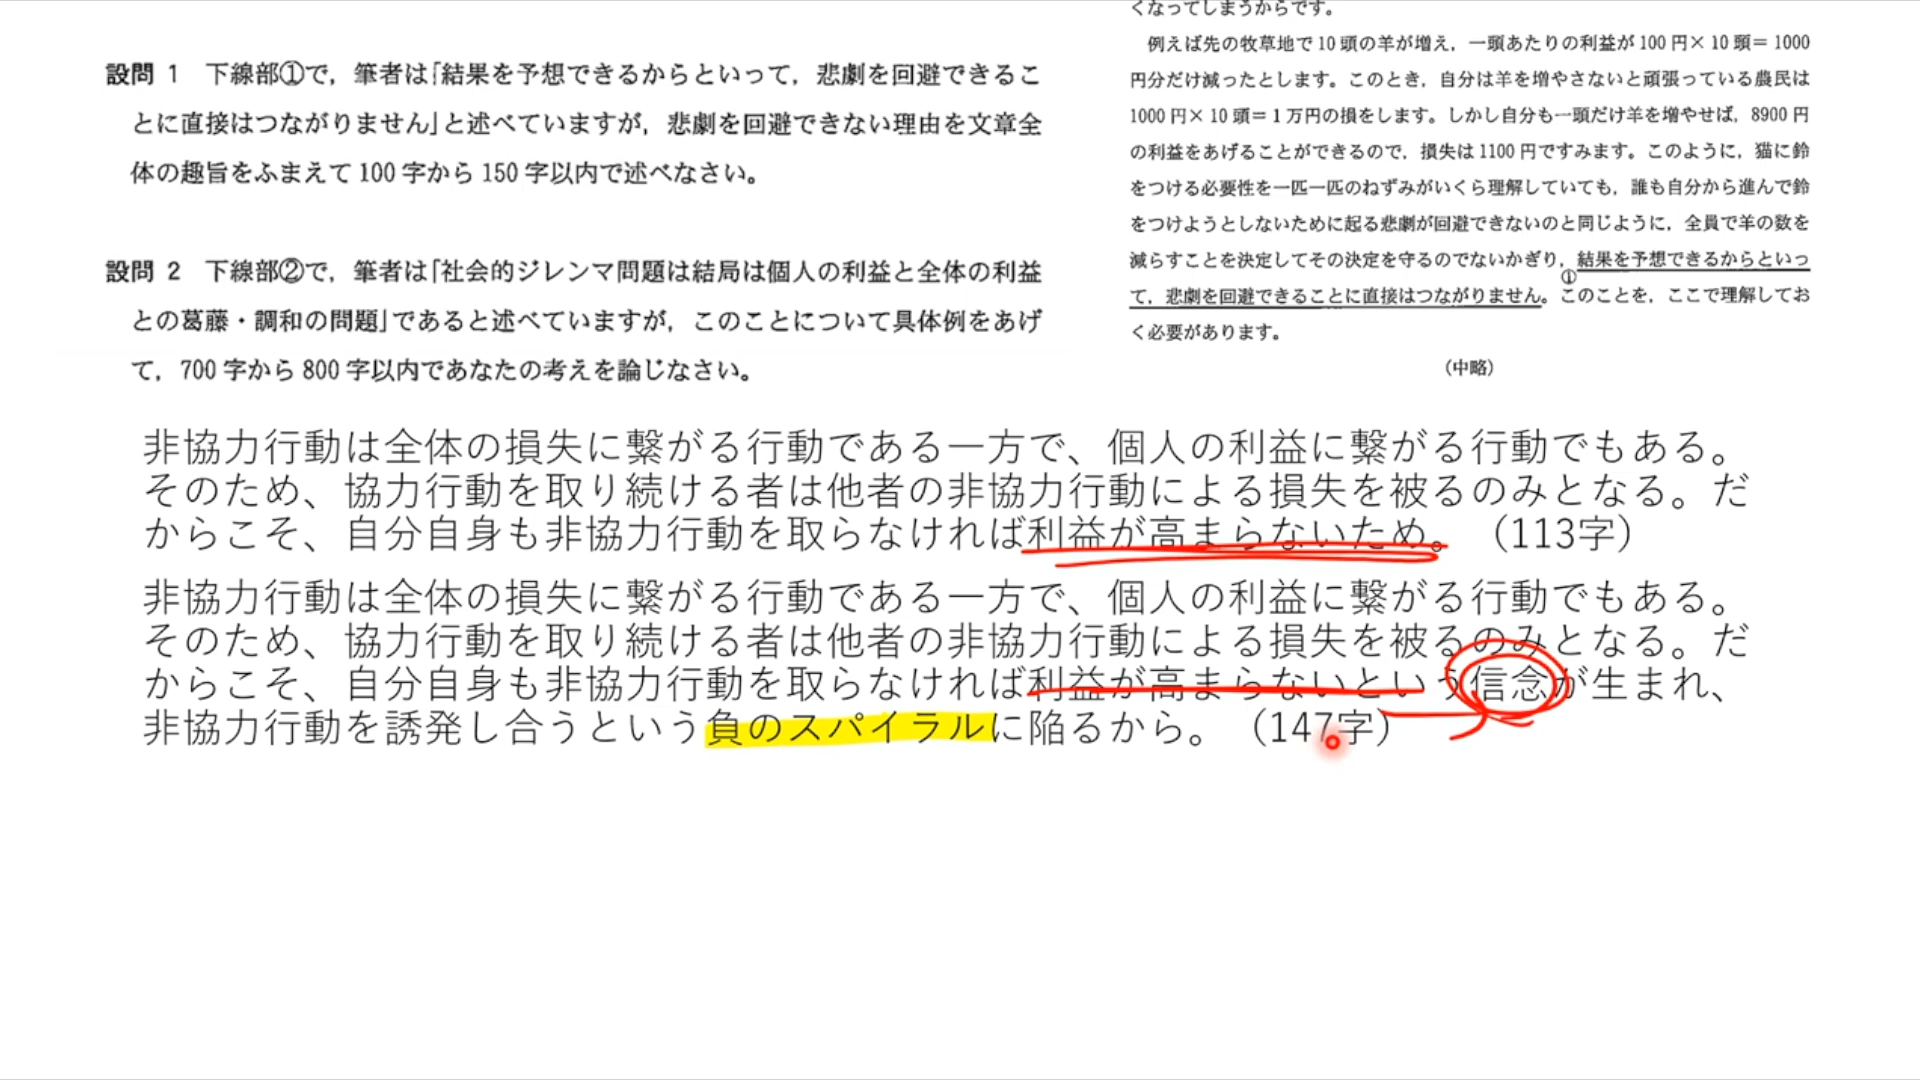 設問 1　下線部①で，筆者は「結果を予想できるからといって，悲劇を回避できるこ
とに直接はつながりません」と述べていますが，悲劇を回避できない理由を文章全
体の趣旨をふまえて 100 字から 150 字以内で述べなさい。
設問 2　下線部②で，筆者は「社会的ジレンマ問題は結局は個人の利益と全体の利益
との葛藤・調和の問題」であると述べていますが，このことについて具体例をあげ
て，700 字から 800 字以内であなたの考えを論じなさい。
くなってしまうからです。
例えば先の牧草地で 10 頭の羊が増え，一頭あたりの利益が 100 円× 10 頭＝ 1000
円分だけ減ったとします。このとき，自分は羊を増やさないと頑張っている農民は
1000 円× 10 頭＝ 1 万円の損をします。しかし自分も一頭だけ羊を増やせば，8900 円
の利益をあげることができるので，損失は 1100 円ですみます。このように，猫に鈴
をつける必要性を一匹一匹のねずみがいくら理解していても，誰も自分から進んで鈴
をつけようとしないために起る悲劇が回避できないのと同じように，全員で羊の数を
減らすことを決定してその決定を守るのでないかぎり，結果を予想できるからといっ
①
て，悲劇を回避できることに直接はつながりません。このことを，ここで理解してお
く必要があります。
（中略）
非協力行動は全体の損失に繋がる行動である一方で、個人の利益に繋がる行動でもある。
そのため、協力行動を取り続ける者は他者の非協力行動による損失を被るのみとなる。だ
からこそ、自分自身も非協力行動を取らなければ利益が高まらないため。（113字）
非協力行動は全体の損失に繋がる行動である一方で、個人の利益に繋がる行動でもある。
そのため、協力行動を取り続ける者は他者の非協力行動による損失を被るのみとなる。だ
からこそ、自分自身も非協力行動を取らなければ利益が高まらないという信念が生まれ、
非協力行動を誘発し合うという負のスパイラルに陥るから。（147字）